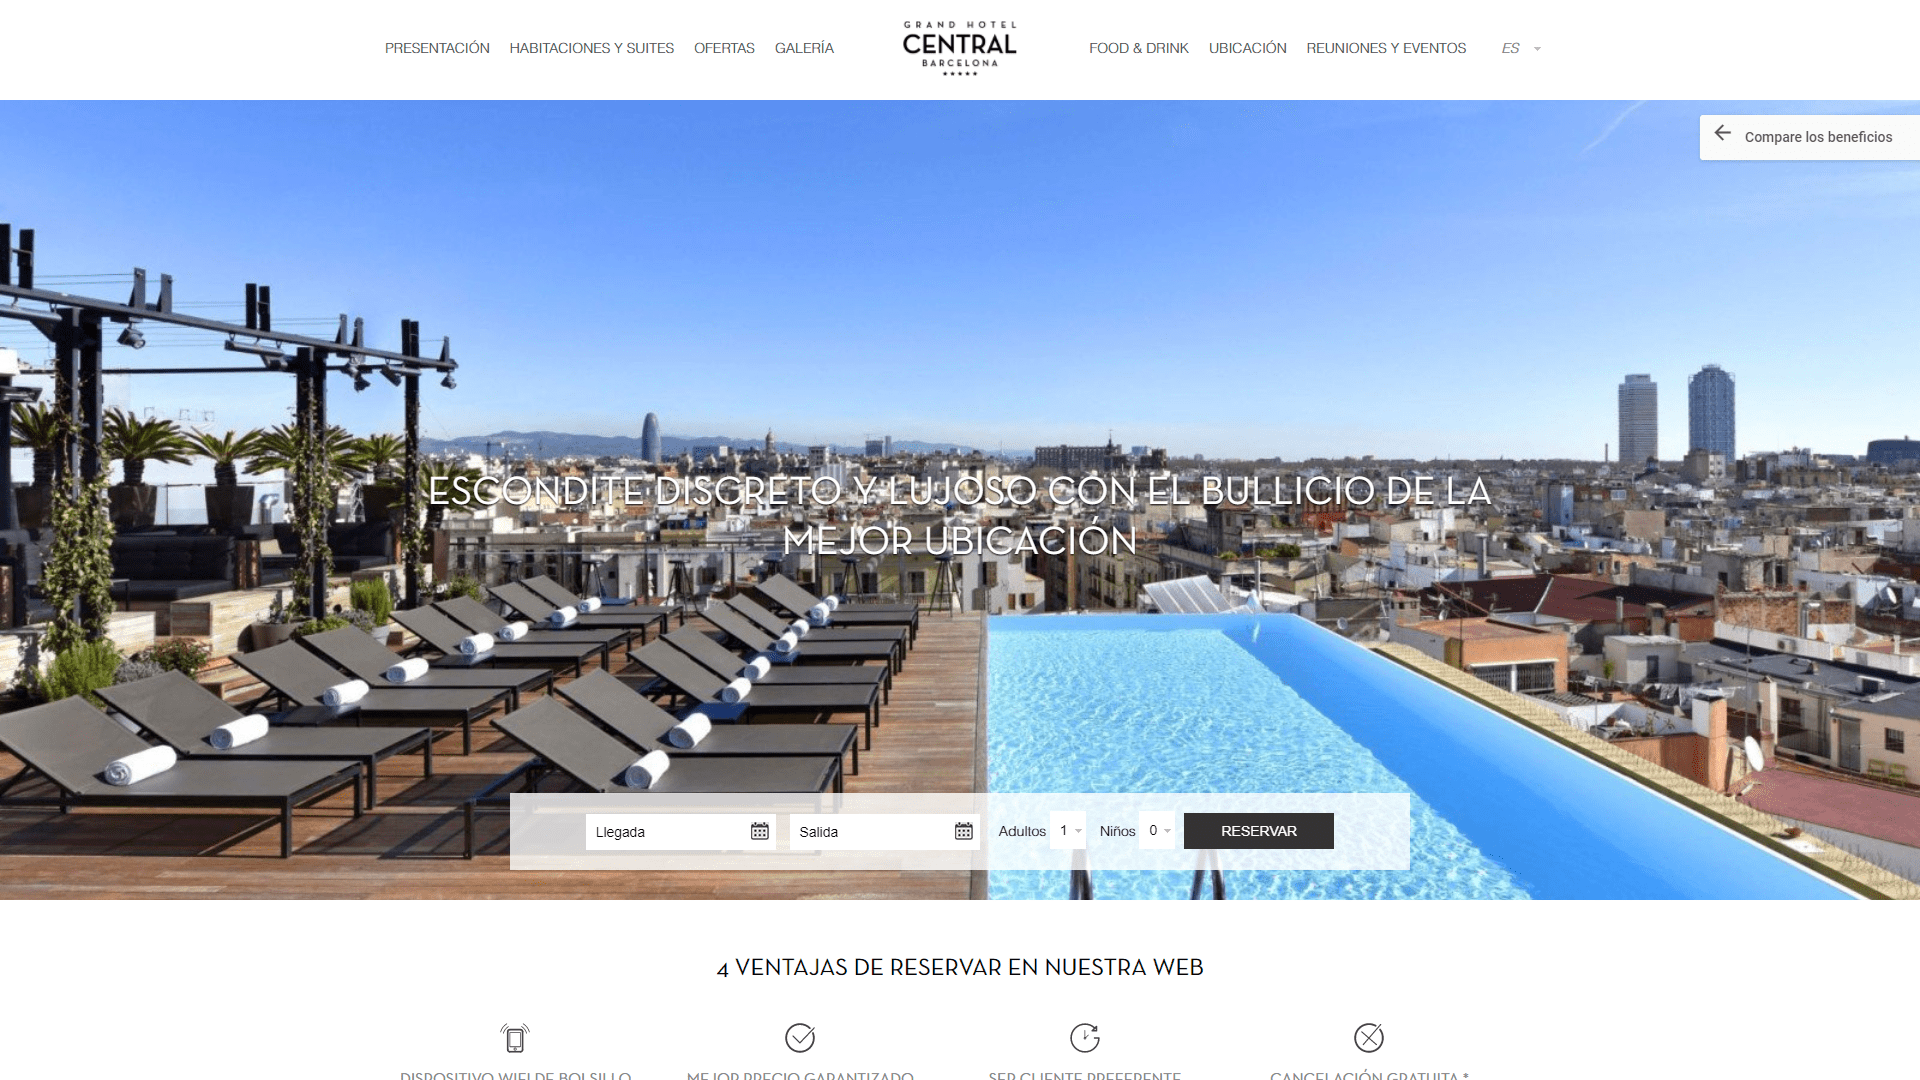 PRESENTACIÓN HABITACIONES Y SUITES OFERTAS GALERÍA
GRAND HOTEL
CENTRAL
BARCELONA
★★★★★
FOOD & DRINK UBICACIÓN REUNIONES Y EVENTOS ES
Compare los beneficios
ESCONDITE DISCRETO Y LUJOSO CON EL BULLICIO DE LA
MEJOR UBICACIÓN
Llegada Salida Adultos 1 Niños 0 RESERVAR
4 VENTAJAS DE RESERVAR EN NUESTRA WEB
DISPOSITIVO WIFI DE BOLSILLO MEJOR PRECIO GARANTIZADO SER CLIENTE PREFERENTE CANCELACIÓN GRATUITA *